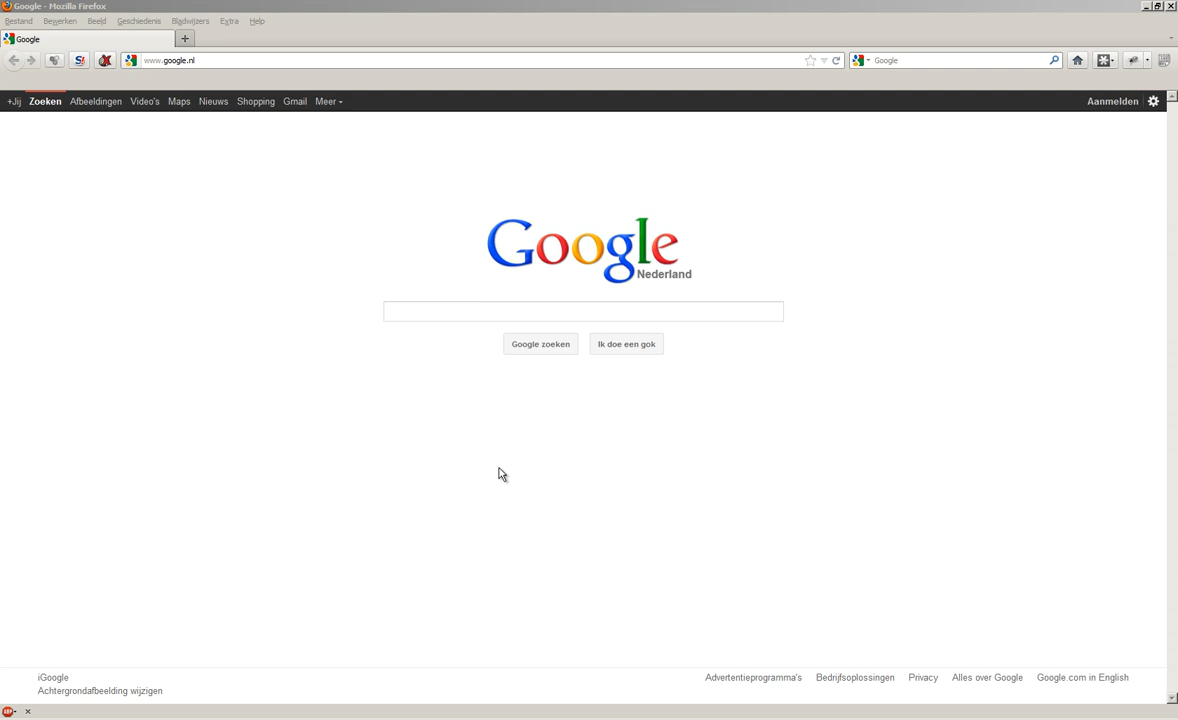 Google - Mozilla Firefox
Bestand Bewerken Beeld Geschiedenis Bladwijzers Extra Help
Google
www.google.nl Google
+Jij Zoeken Afbeeldingen Video's Maps Nieuws Shopping Gmail Meer Aanmelden
Google
Nederland
Google zoeken Ik doe een gok
iGoogle Advertentieprogramma's Bedrijfsoplossingen Privacy Alles over Google Google.com in English
Achtergrondafbeelding wijzigen
ABP